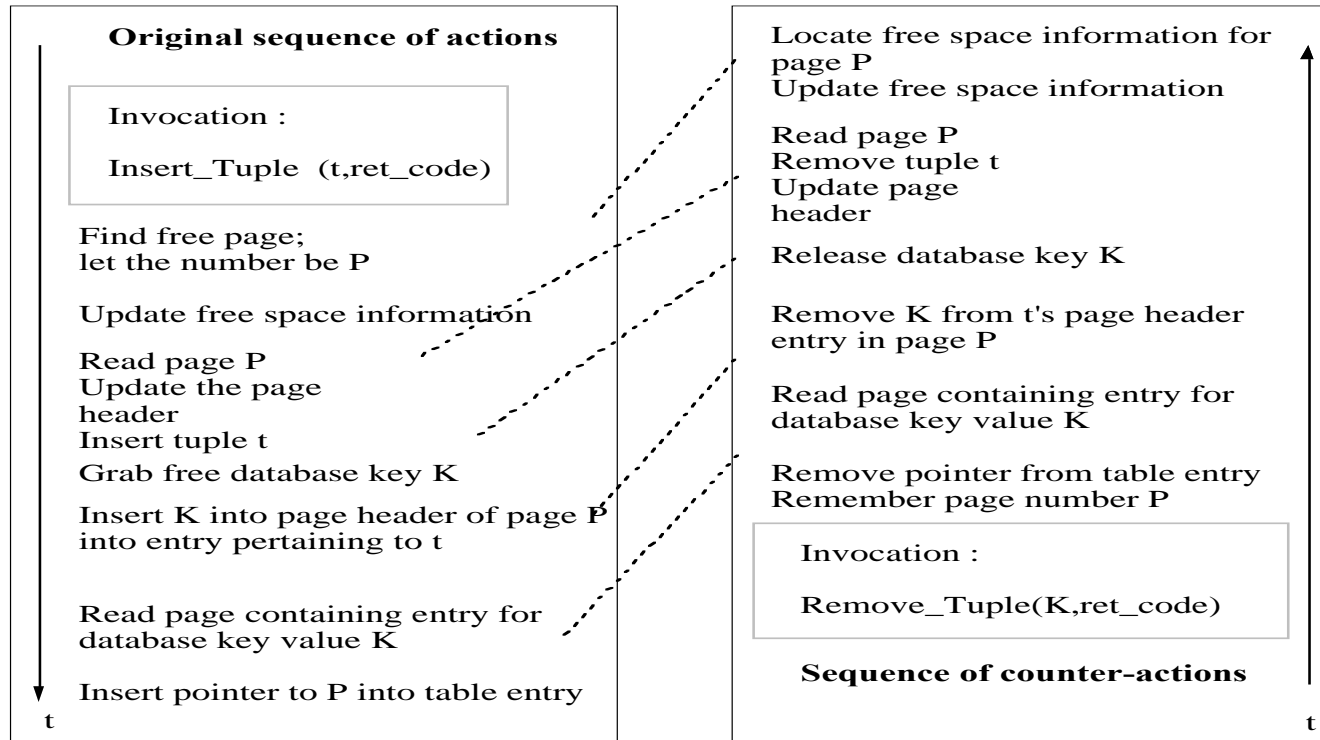 Original sequence of actions
Invocation :
Insert_Tuple (t,ret_code)
Find free page;
let the number be P
Update free space information
Read page P
Update the page
header
Insert tuple t
Grab free database key K
Insert K into page header of page P
into entry pertaining to t
Read page containing entry for
database key value K
Insert pointer to P into table entry
t
Locate free space information for
page P
Update free space information
Read page P
Remove tuple t
Update page
header
Release database key K
Remove K from t's page header
entry in page P
Read page containing entry for
database key value K
Remove pointer from table entry
Remember page number P
Invocation :
Remove_Tuple(K,ret_code)
Sequence of counter-actions
t